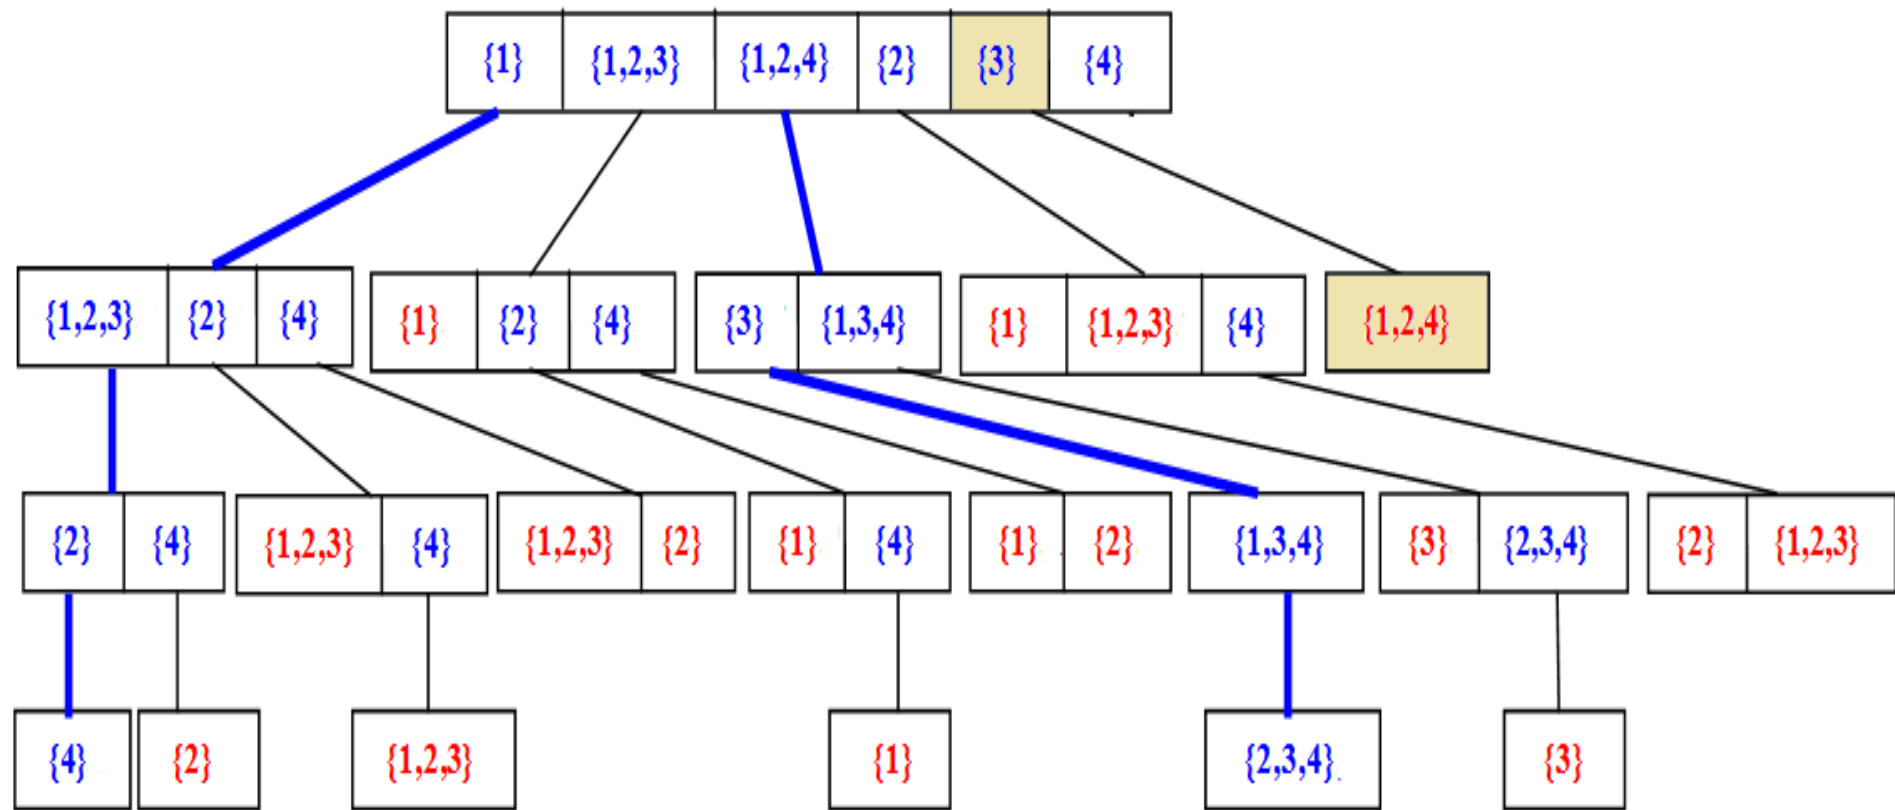 {1} {1,2,3} {1,2,4} {2} {3} {4}
{1,2,3} {2} {4} {1} {2} {4} {3} {1,3,4} {1} {1,2,3} {4} {1,2,4}
{2} {4} {1,2,3} {4} {1,2,3} {2} {1} {4} {1} {2} {1,3,4} {3} {2,3,4} {2} {1,2,3}
{4} {2} {1,2,3} {1} {2,3,4} {3}